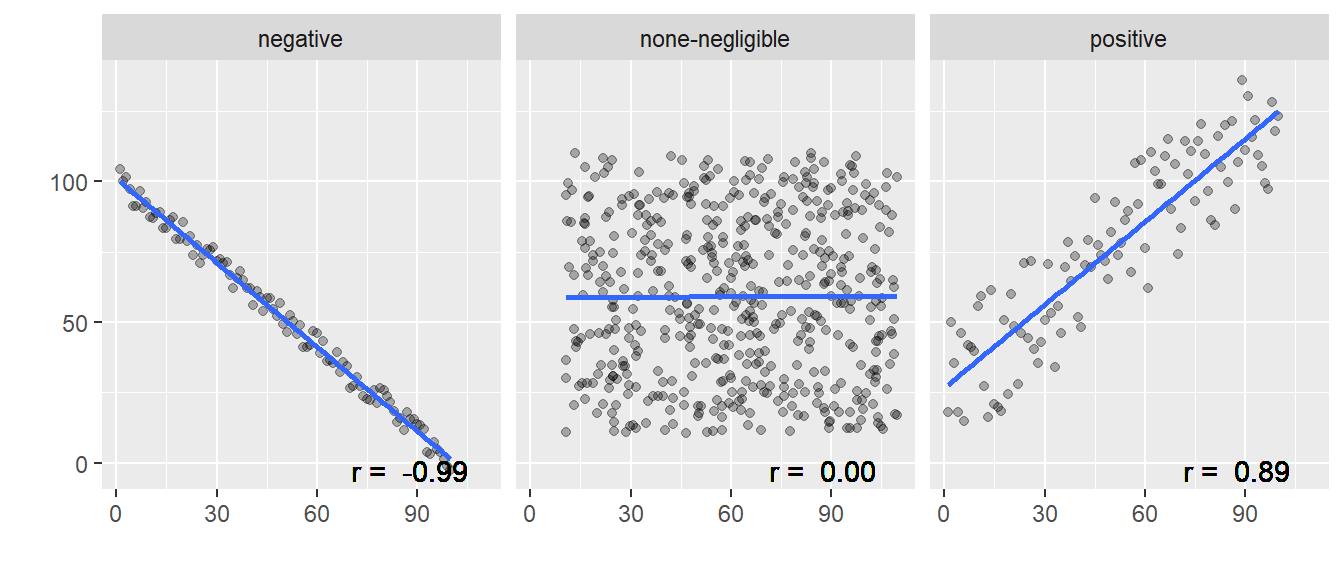 negative none-negligible positive
100
50
0
r = -0.99 r = 0.00 r = 0.89
0 30 60 90 0 30 60 90 0 30 60 90